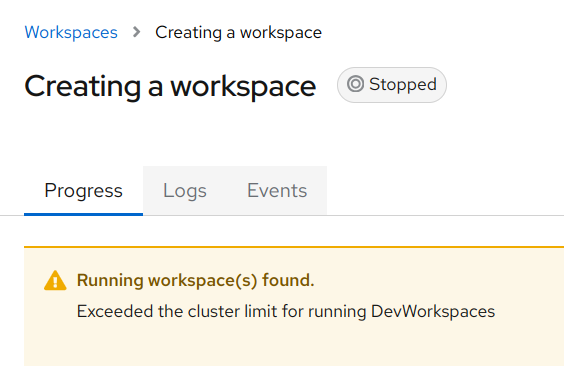 Workspaces > Creating a workspace
Creating a workspace Stopped
Progress Logs Events
Running workspace(s) found.
Exceeded the cluster limit for running DevWorkspaces